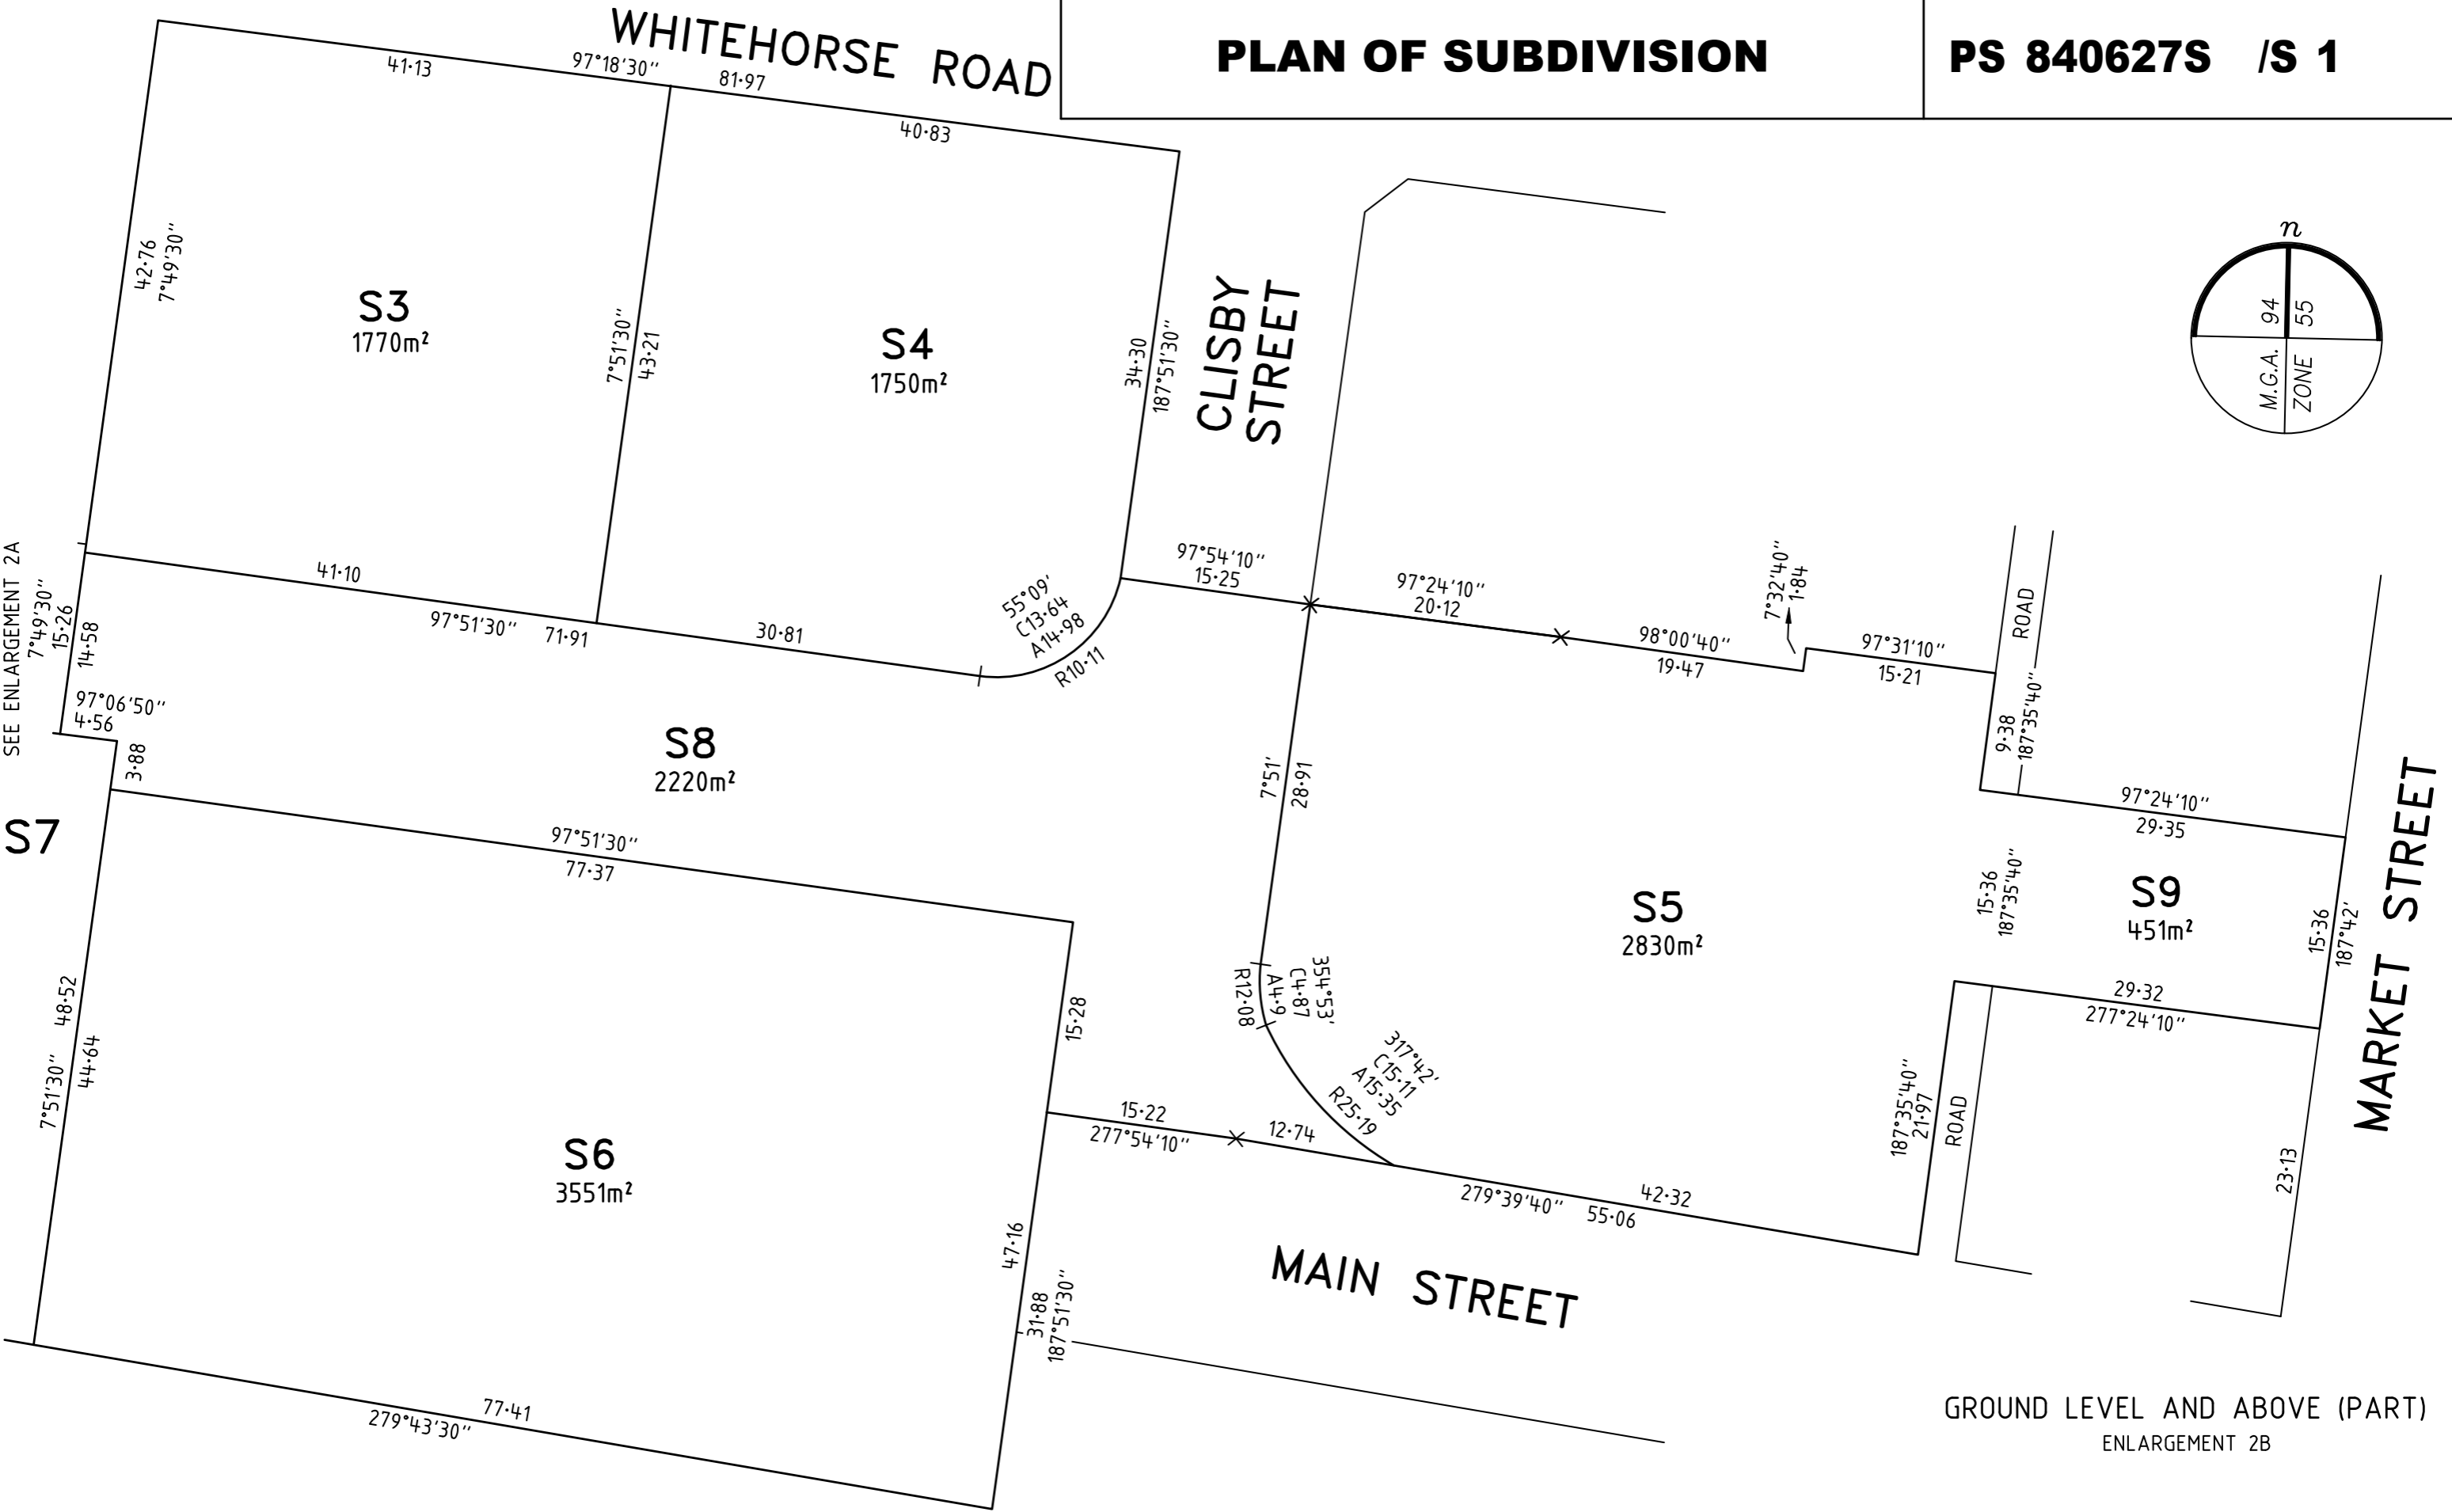 WHITEHORSE ROAD
PLAN OF SUBDIVISION
PS 840627S /S 1
41·13
97°18'30''
81·97
40·83
42·76
7°49'30''
S3
1770m²
7°51'30''
43·21
S4
1750m²
34·30
187°51'30''
CLISBY
STREET
n
M.G.A. 94
ZONE 55
SEE ENLARGEMENT 2A
7°49'30''
15·26
14·58
41·10
97°51'30'' 71·91
30·81
55°09'
C13·64
A14·98
R10·11
97°54'10''
15·25
97°24'10''
20·12
98°00'40''
19·47
7°32'40''
1·84
97°31'10''
15·21
ROAD
9·38
187°35'40''
97°06'50''
4·56
3·88
S8
2220m²
S7
97°51'30''
77·37
7°51'
28·91
97°24'10''
29·35
S5
2830m²
15·36
187°35'40''
S9
451m²
15·36
187°42'
MARKET STREET
29·32
277°24'10''
354°53'
C4·87
A4·9
R12·08
317°42'
C15·11
A15·35
R25·19
7°51'30'' 48·52
44·64
15·28
15·22
277°54'10''
12·74
187°35'40''
21·97
ROAD
23·13
S6
3551m²
47·16
31·88
187°51'30''
42·32
279°39'40'' 55·06
MAIN STREET
77·41
279°43'30''
GROUND LEVEL AND ABOVE (PART)
ENLARGEMENT 2B